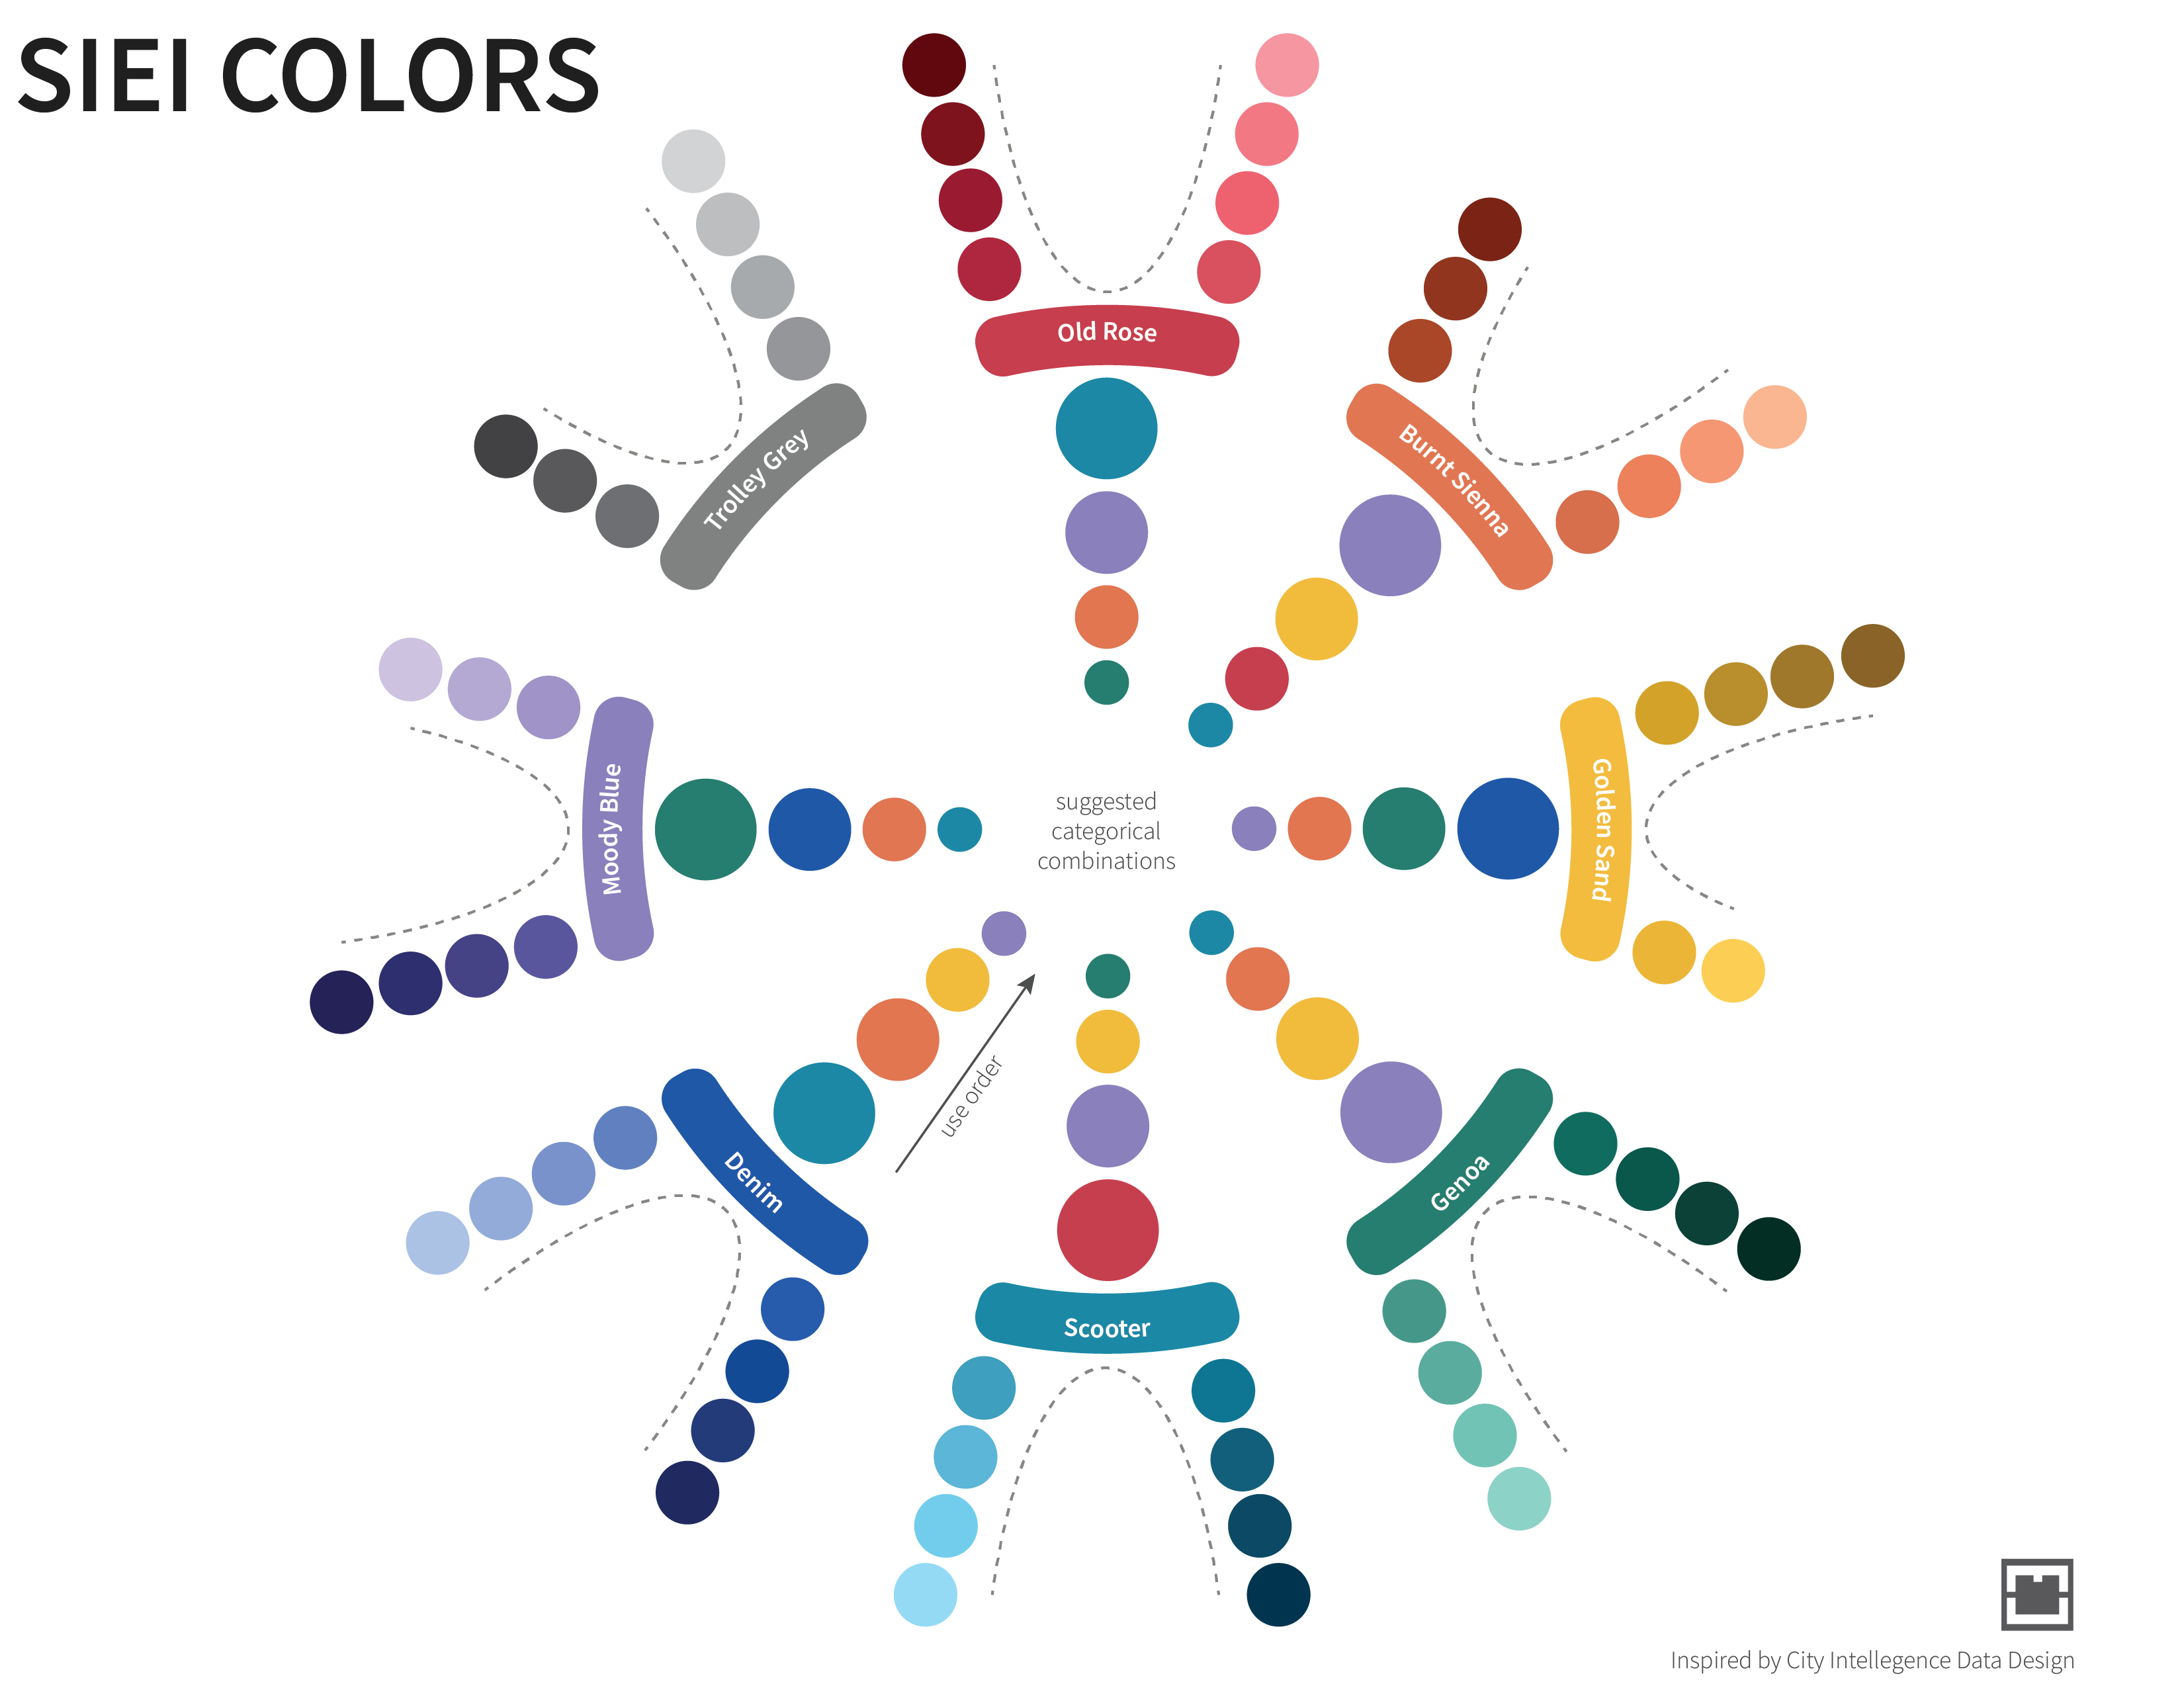 SIEI COLORS
Old Rose
Trolley Grey
Burnt Sienna
Moody Blue
suggested
categorical
combinations
Golden Sand
use order
Denim
Genoa
Scooter
Inspired by City Intellegence Data Design